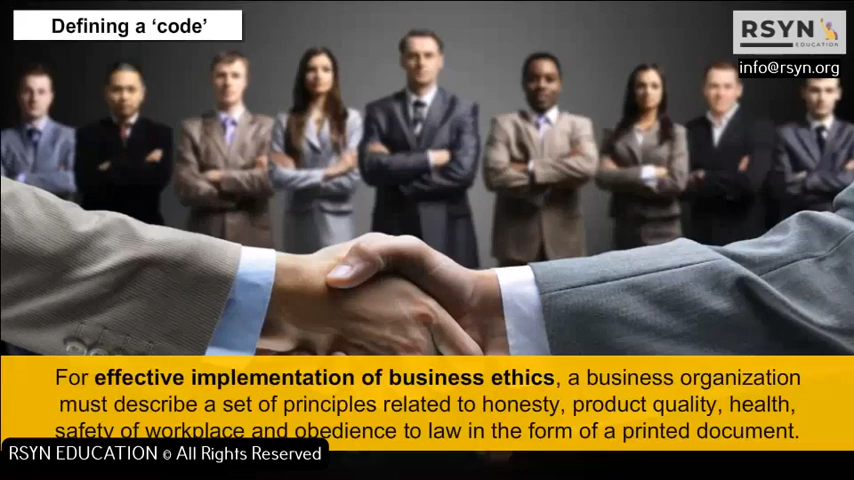 Defining a ‘code’
RSYN
EDUCATION
info@rsyn.org
For effective implementation of business ethics, a business organization
must describe a set of principles related to honesty, product quality, health,
safety of workplace and obedience to law in the form of a printed document.
RSYN EDUCATION © All Rights Reserved